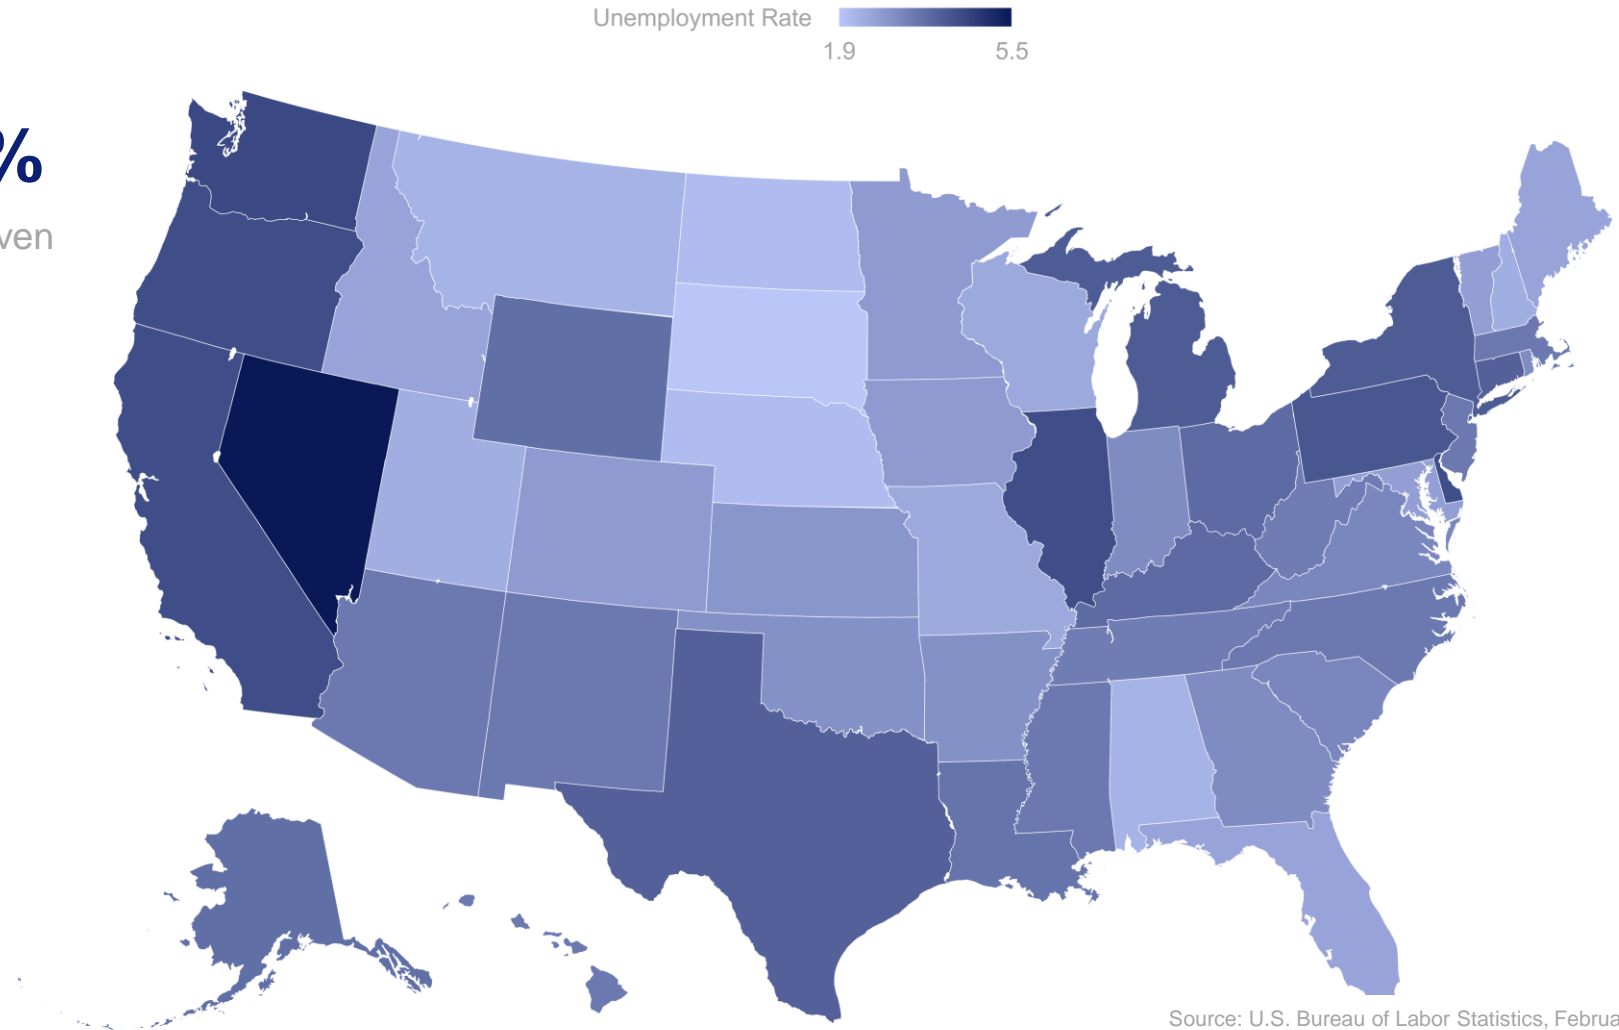 Unemployment Rate
1.9 5.5
%
ven
Source: U.S. Bureau of Labor Statistics, Februa